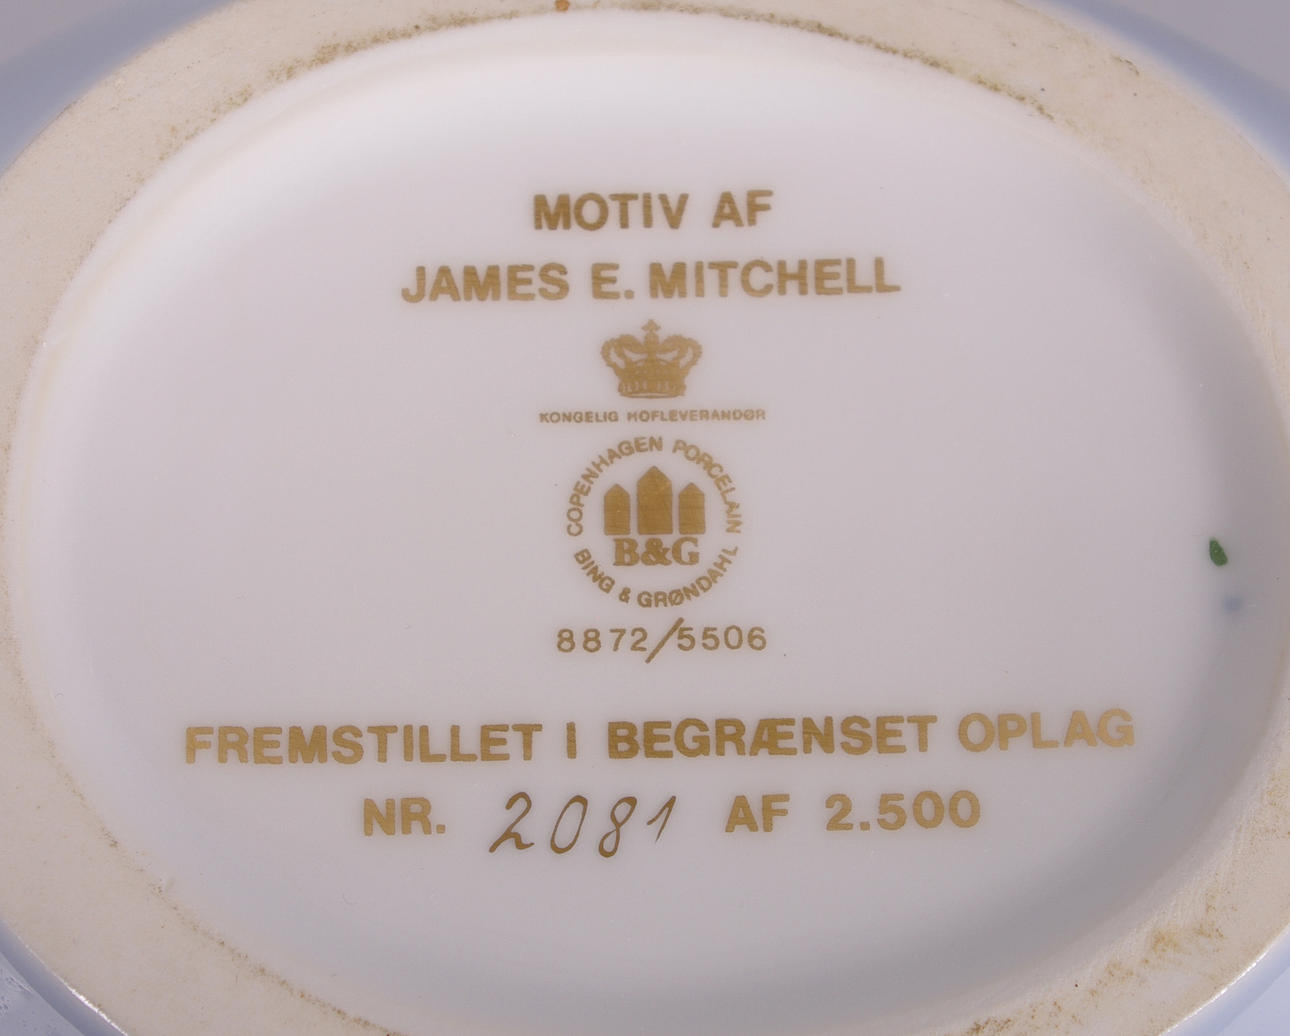 MOTIV AF
JAMES E. MITCHELL
KONGELIG HOFLEVERANDØR
COPENHAGEN PORCELAIN
B&G
BING & GRØNDAHL
8872/5506
FREMSTILLET I BEGRÆNSET OPLAG
NR. 2081 AF 2.500